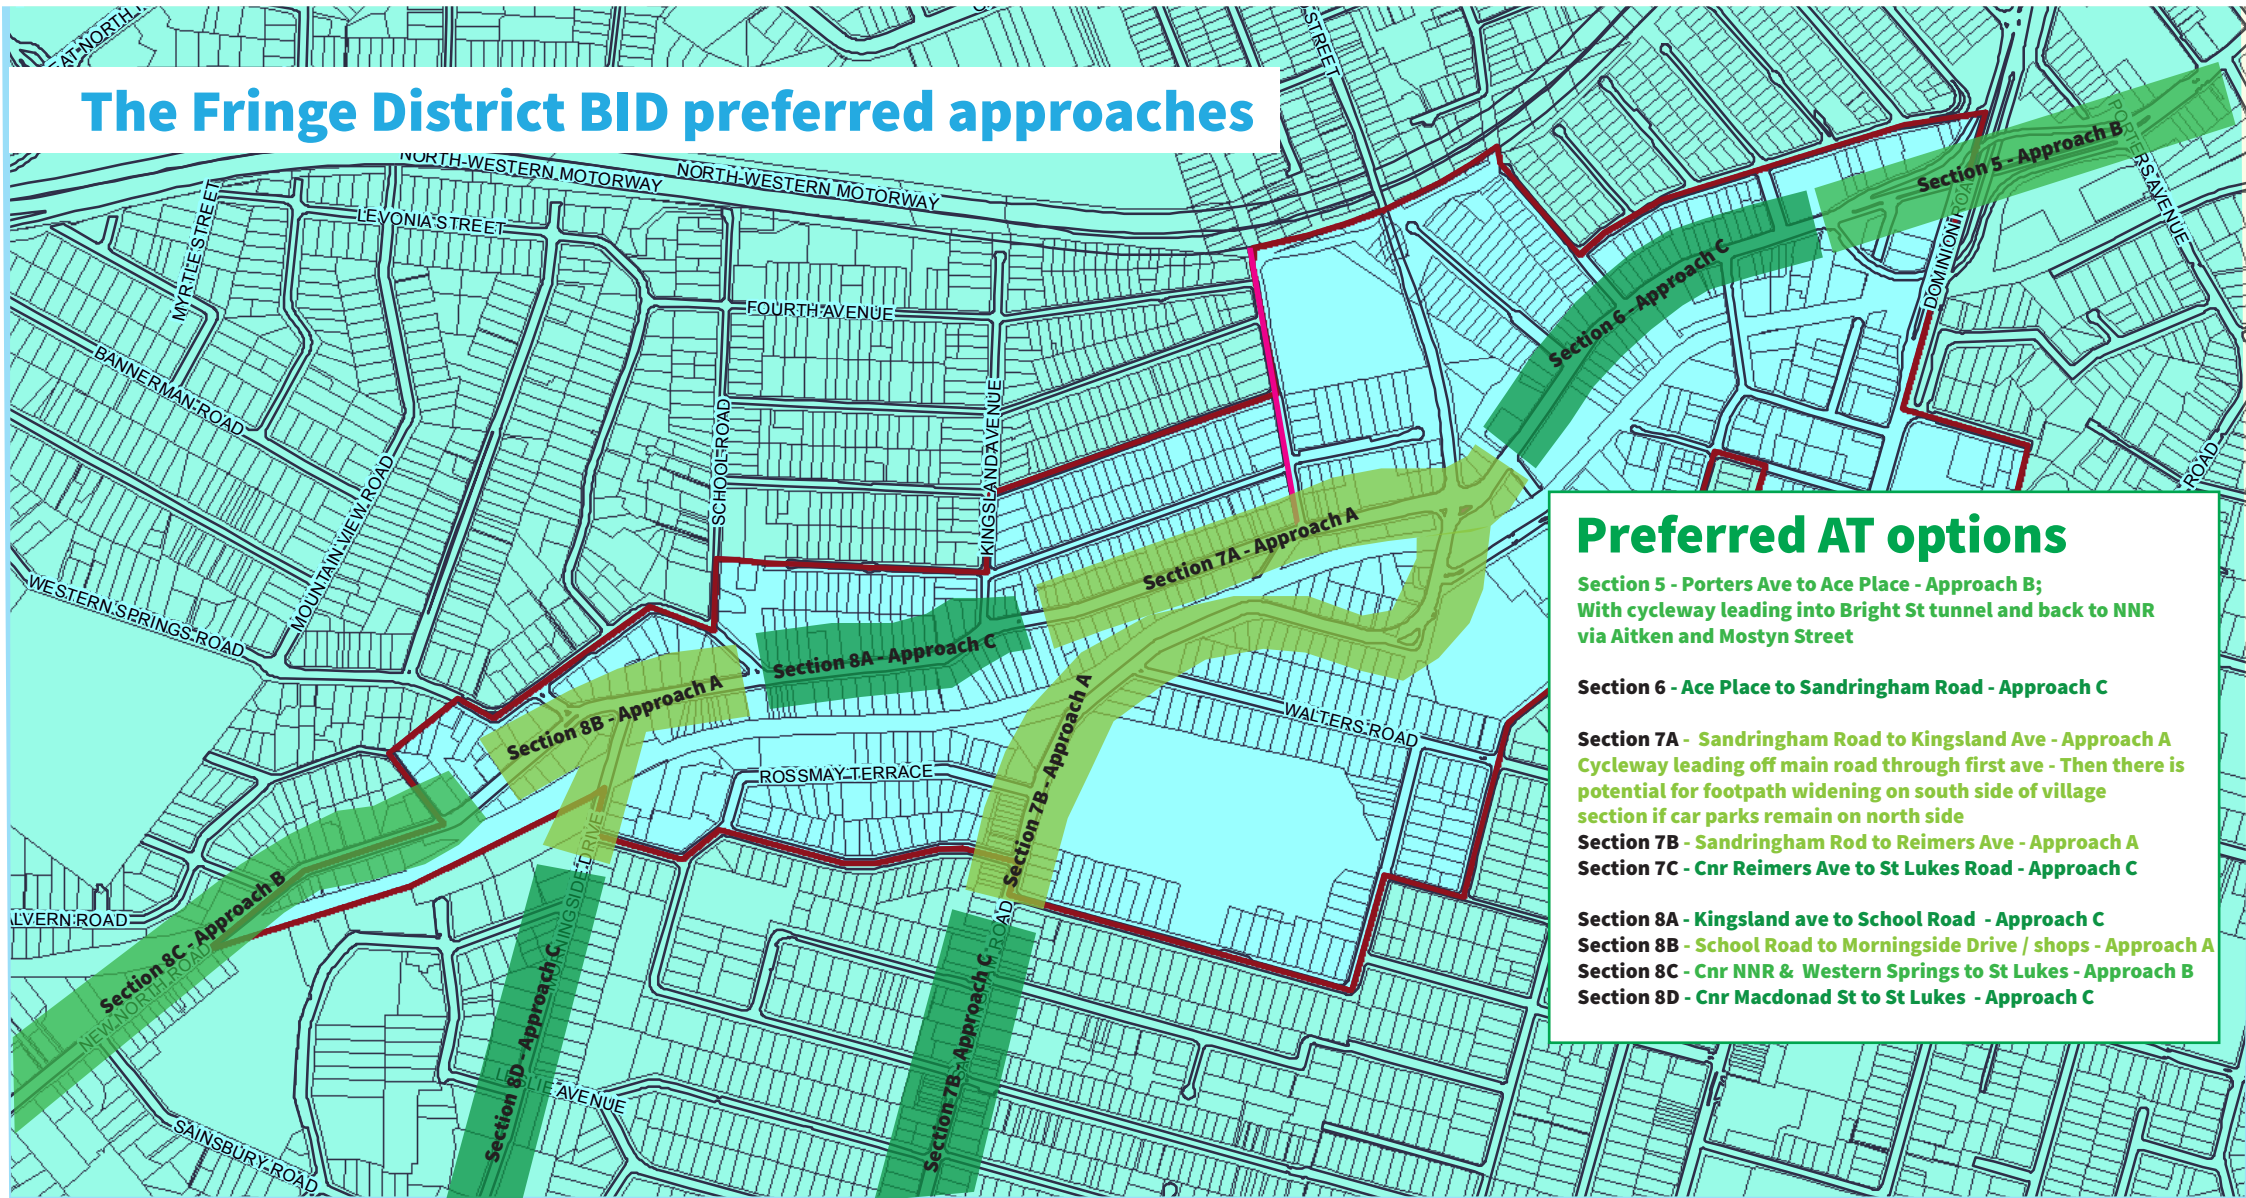 The Fringe District BID preferred approaches
STREET
NORTH-WESTERN MOTORWAY
NORTH-WESTERN MOTORWAY
PORTERS AVENUE
Section 5 - Approach B
MYRTLE STREET
LEVONIA STREET
DOMINION ROAD
Section 6 - Approach C
FOURTH AVENUE
BANNERMAN ROAD
SCHOOL ROAD
KINGSLAND AVENUE
MOUNTAIN VIEW ROAD
ROAD
Section 7A - Approach A
WESTERN SPRINGS ROAD
Section 8A - Approach C
Section 8B - Approach A
WALTERS ROAD
ROSSMAY TERRACE
Section 7B - Approach A
MORNINGSIDE DRIVE
ALVERN ROAD
Section 8C - Approach B
NEW NORTH ROAD
ROAD
Section 8D - Approach C
Section 7B - Approach C
AVENUE
SAINSBURY ROAD
Preferred AT options
Section 5 - Porters Ave to Ace Place - Approach B;
With cycleway leading into Bright St tunnel and back to NNR
via Aitken and Mostyn Street
Section 6 - Ace Place to Sandringham Road - Approach C
Section 7A - Sandringham Road to Kingsland Ave - Approach A
Cycleway leading off main road through first ave - Then there is
potential for footpath widening on south side of village
section if car parks remain on north side
Section 7B - Sandringham Rod to Reimers Ave - Approach A
Section 7C - Cnr Reimers Ave to St Lukes Road - Approach C
Section 8A - Kingsland ave to School Road - Approach C
Section 8B - School Road to Morningside Drive / shops - Approach A
Section 8C - Cnr NNR & Western Springs to St Lukes - Approach B
Section 8D - Cnr Macdonad St to St Lukes - Approach C